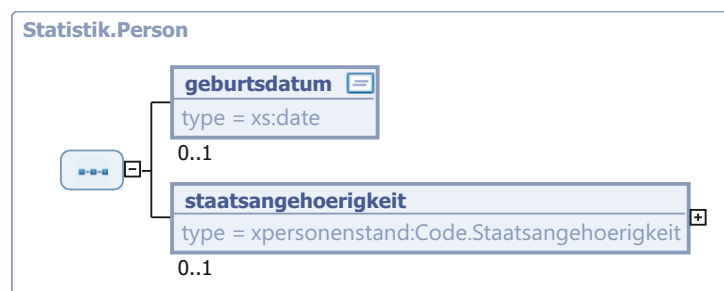 Statistik.Person
geburtsdatum
type = xs:date
0..1
staatsangehoerigkeit
type = xpersonenstand:Code.Staatsangehoerigkeit
0..1